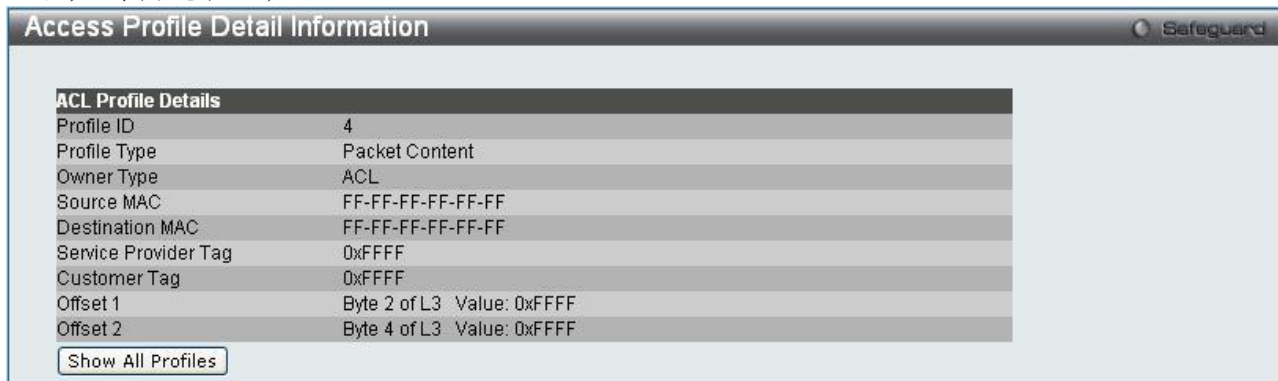 Access Profile Detail Information
Safeguard
ACL Profile Details
Profile ID 4
Profile Type Packet Content
Owner Type ACL
Source MAC FF-FF-FF-FF-FF-FF
Destination MAC FF-FF-FF-FF-FF-FF
Service Provider Tag 0xFFFF
Customer Tag 0xFFFF
Offset 1 Byte 2 of L3 Value: 0xFFFF
Offset 2 Byte 4 of L3 Value: 0xFFFF
Show All Profiles